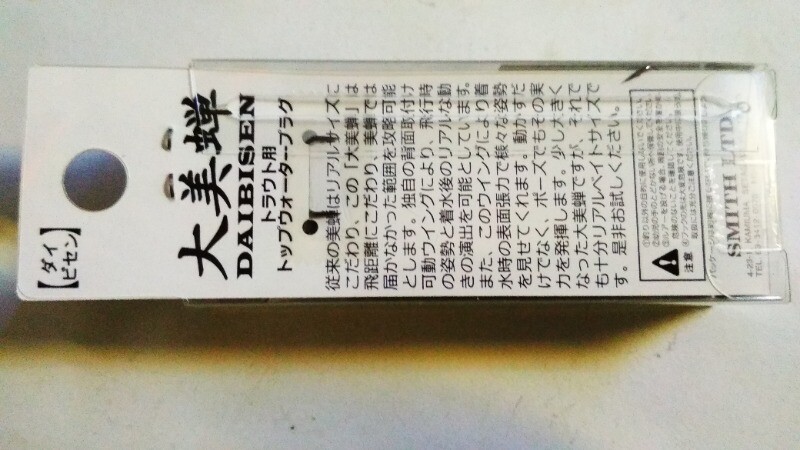 【ダイ
ビセン】
大美蝉
DAIBISEN
トラウト用
トップウォータープラグ
従来の美蝉はリアルサイズに
こだわり、この「大美蝉」は
飛距離にこだわり、美蝉では
届かなかった範囲を攻略可能
とします。独自の背面取付け
可動ウイングにより、飛行時
の姿勢と着水後のリアルな動
きの演出を可能としています。
また、このウイングにより着
水時の表面張力で様々な姿勢
を見せてくれます。動かすだ
けでなく、ポーズでもその実
力を発揮します。少し大きく
なった大美蝉ですが、それで
も十分リアルベイトサイズで
す。是非お試しください。
注意
SMITH LTD.